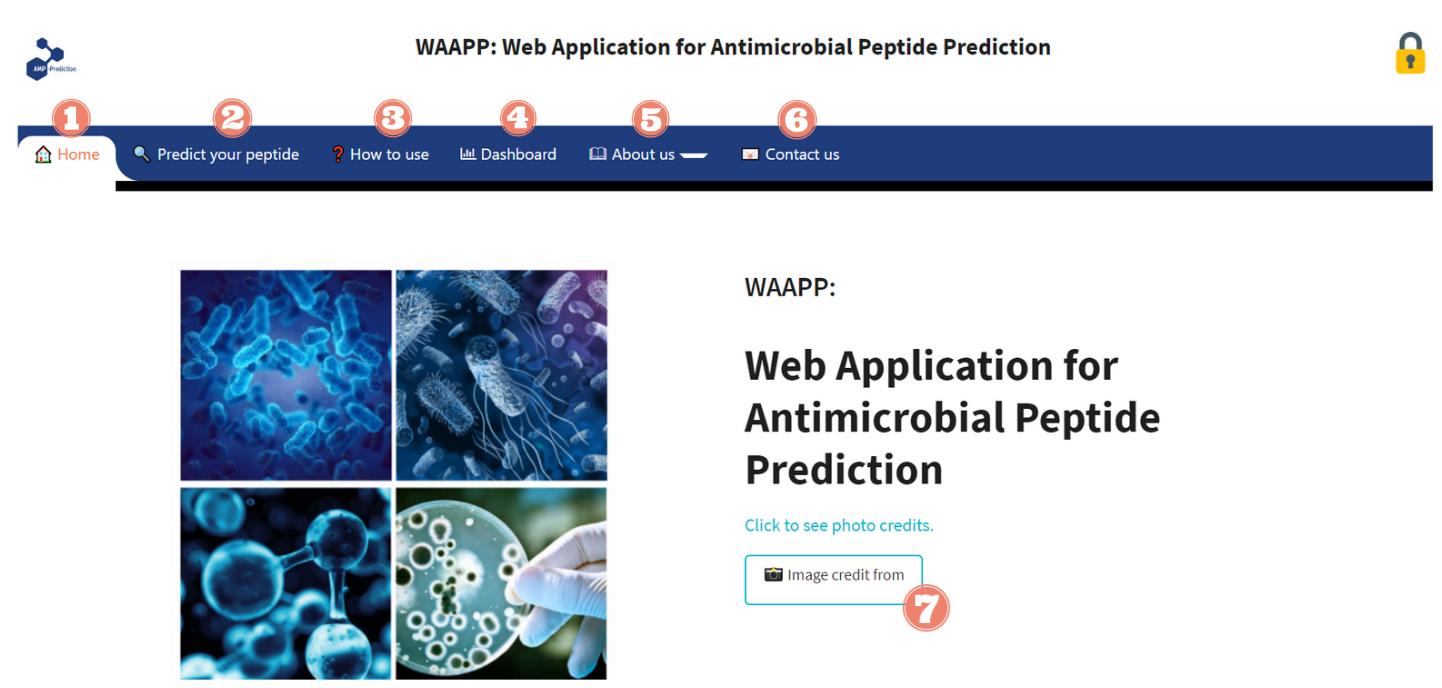 WAAPP: Web Application for Antimicrobial Peptide Prediction
AMP Prediction
1 2 3 4 5 6
Home Predict your peptide ? How to use Dashboard About us Contact us
WAAPP:
Web Application for
Antimicrobial Peptide
Prediction
Click to see photo credits.
Image credit from
7